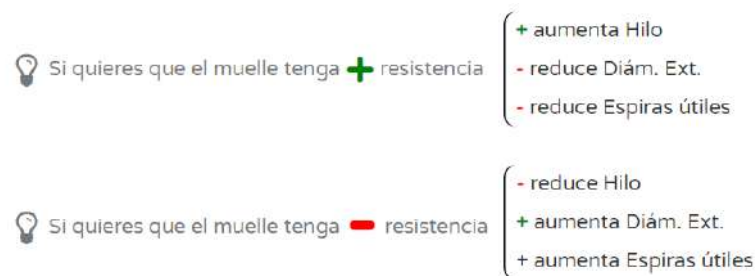 + aumenta Hilo
Si quieres que el muelle tenga + resistencia
- reduce Diám. Ext.
- reduce Espiras útiles
- reduce Hilo
Si quieres que el muelle tenga - resistencia
+ aumenta Diám. Ext.
+ aumenta Espiras útiles